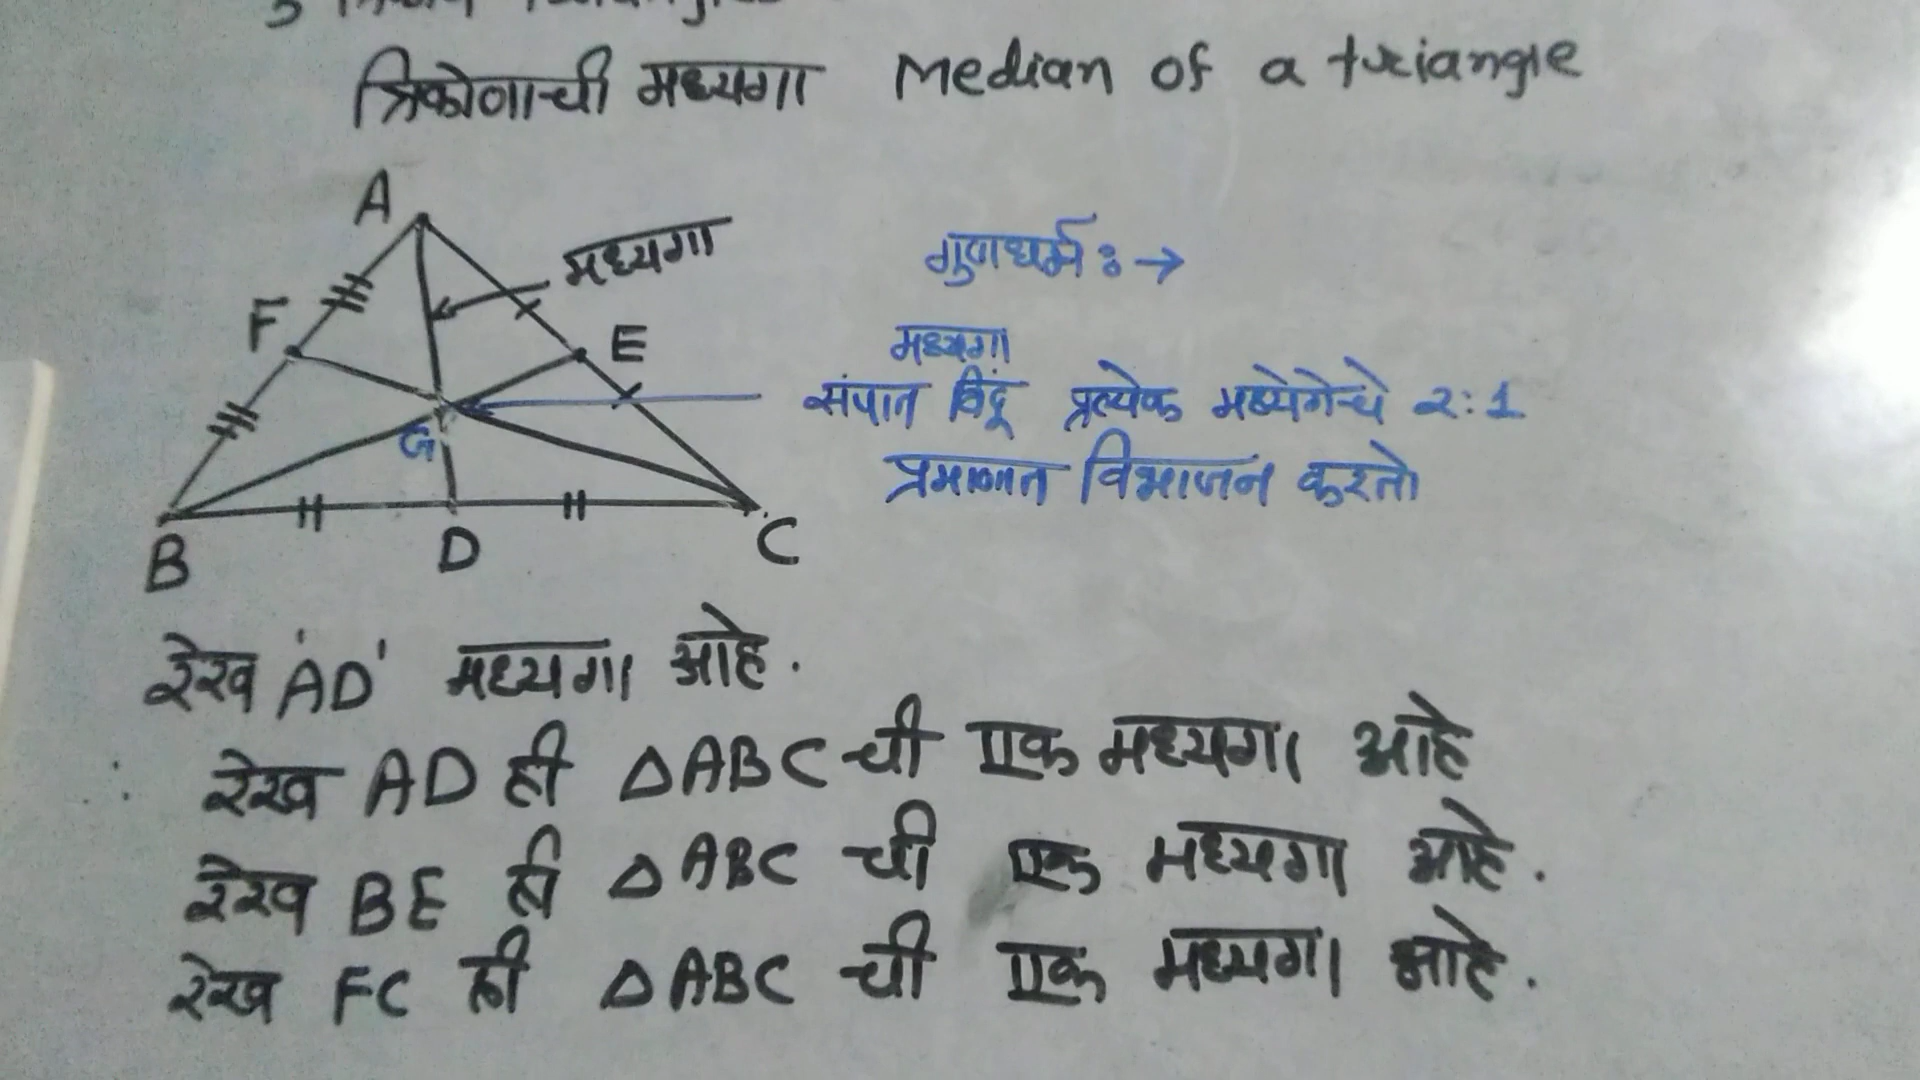 त्रिकोणाची मध्यगा Median of a triangle
A
मध्यगा
गुणधर्म : →
F
E
मध्यगा
संपात बिंदू प्रत्येक मध्येगेचे २:1
G
प्रमाणात विभाजन करतो
B
D
C
रेख 'AD' मध्यगा आहे.
रेख AD ही △ABC ची एक मध्यगा आहे
रेख BE ही △ABC ची एक मध्यगा आहे.
रेख FC ही △ABC ची एक मध्यगा आहे.